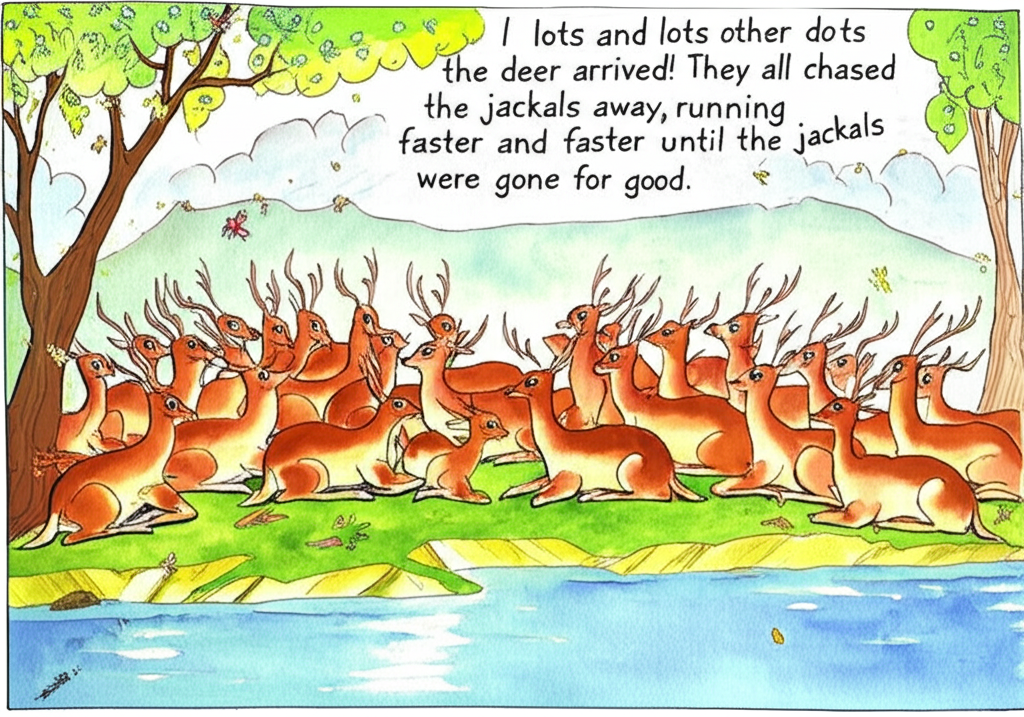 I lots and lots other dots
the deer arrived! They all chased
the jackals away, running
faster and faster until the jackals
were gone for good.